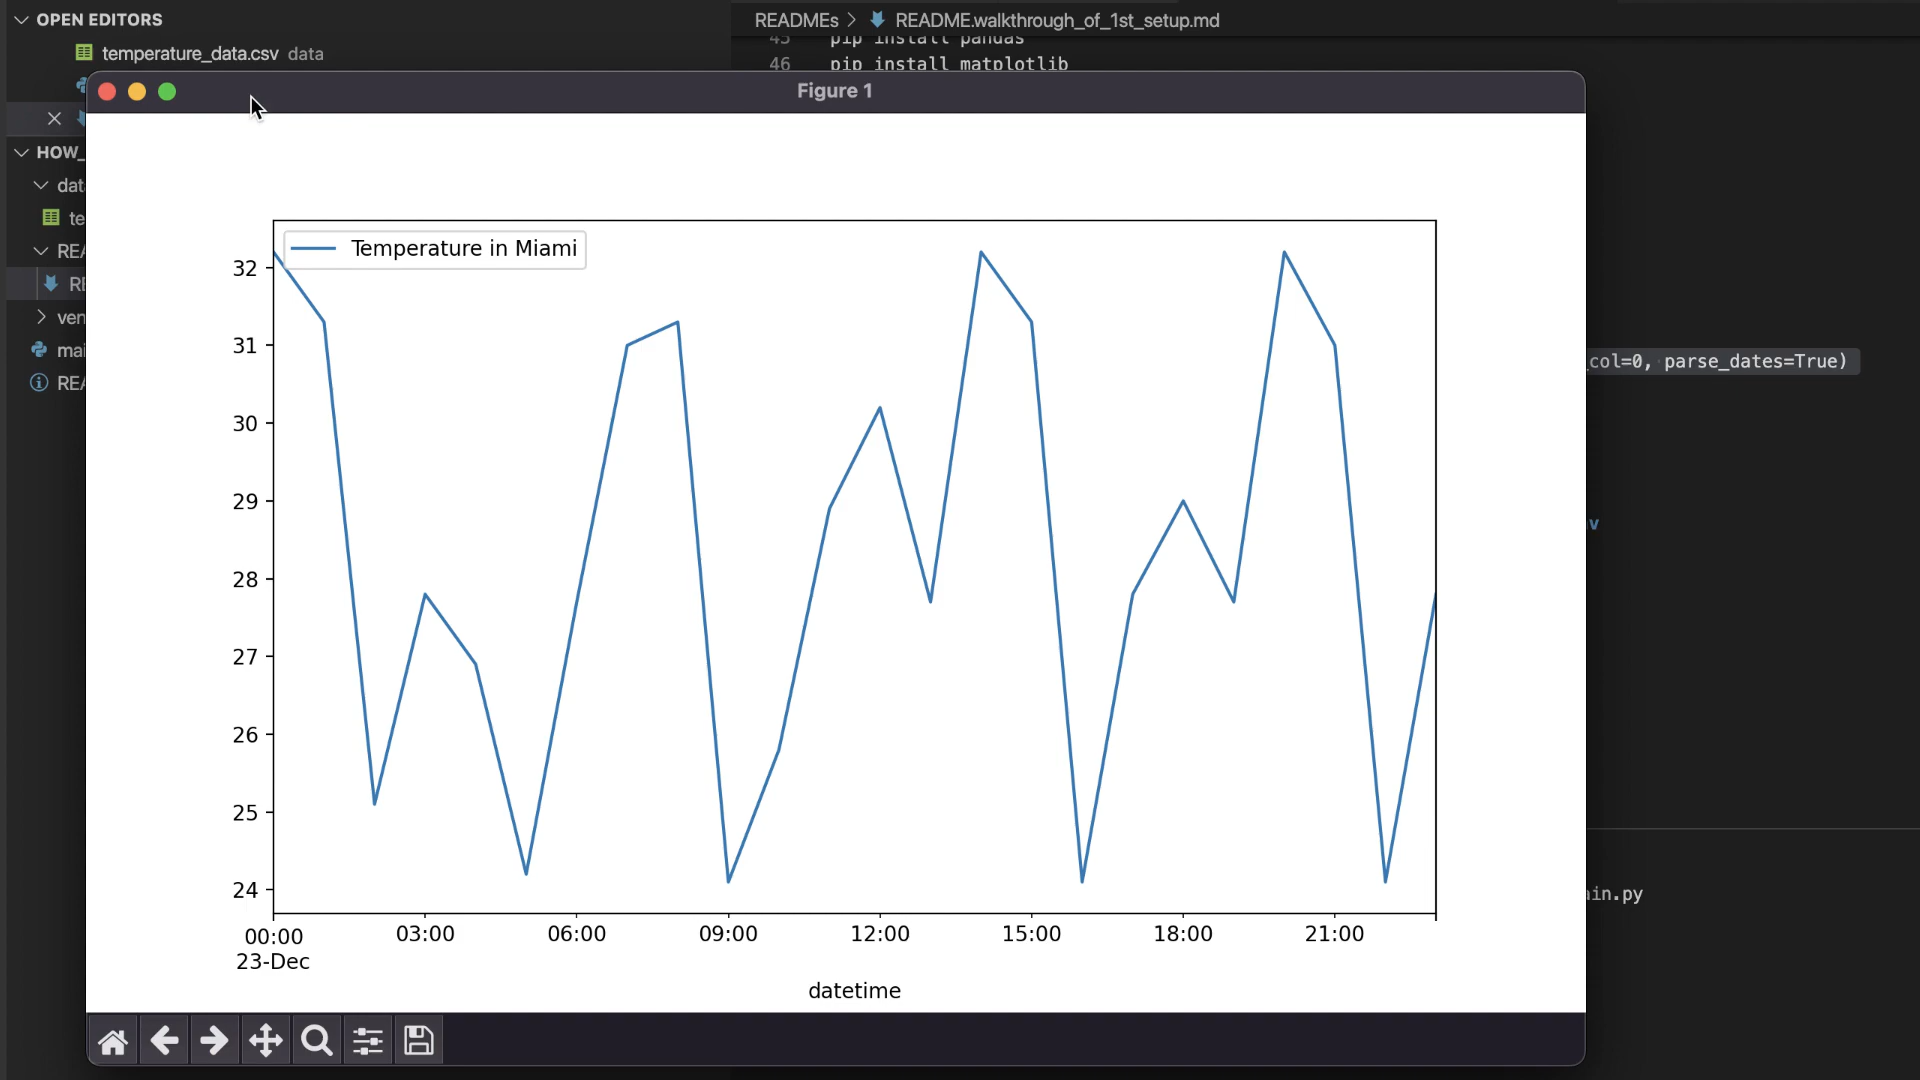 OPEN EDITORS
temperature_data.csv data
READMEs > README.walkthrough_of_1st_setup.md
45 pip install pandas
46 pip install matplotlib
Figure 1
HOW_
dat
te
REA
RE
ven
mai
REA
Temperature in Miami
32
31
30
29
28
27
26
25
24
00:00 03:00 06:00 09:00 12:00 15:00 18:00 21:00
23-Dec
datetime
col=0, parse_dates=True)
v
ain.py